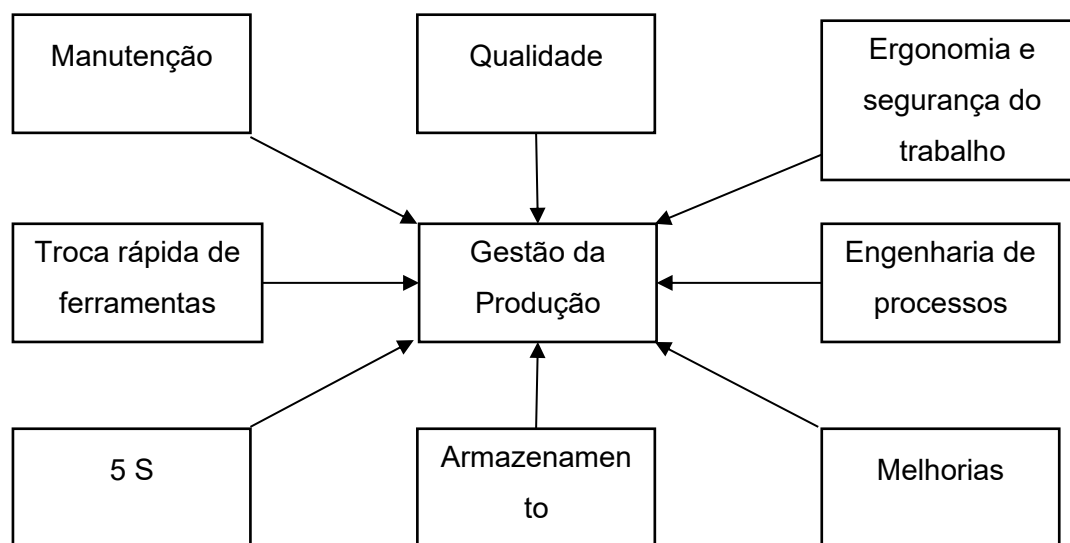 Manutenção
Qualidade
Ergonomia e
segurança do
trabalho
Troca rápida de
ferramentas
Gestão da
Produção
Engenharia de
processos
5 S
Armazenamen
to
Melhorias